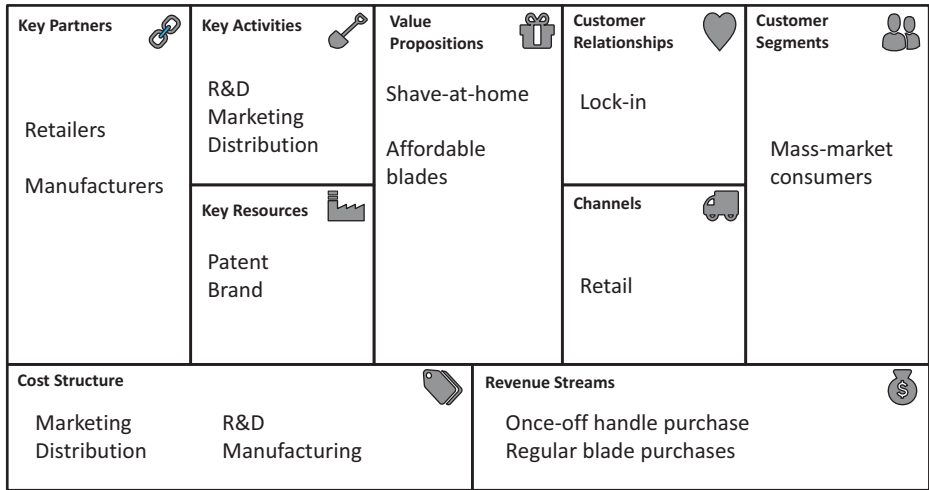 Key Partners
Retailers
Manufacturers
Key Activities
R&D
Marketing
Distribution
Key Resources
Patent
Brand
Value
Propositions
Shave-at-home
Affordable
blades
Customer
Relationships
Lock-in
Channels
Retail
Customer
Segments
Mass-market
consumers
Cost Structure
Marketing
Distribution
R&D
Manufacturing
Revenue Streams
$
Once-off handle purchase
Regular blade purchases